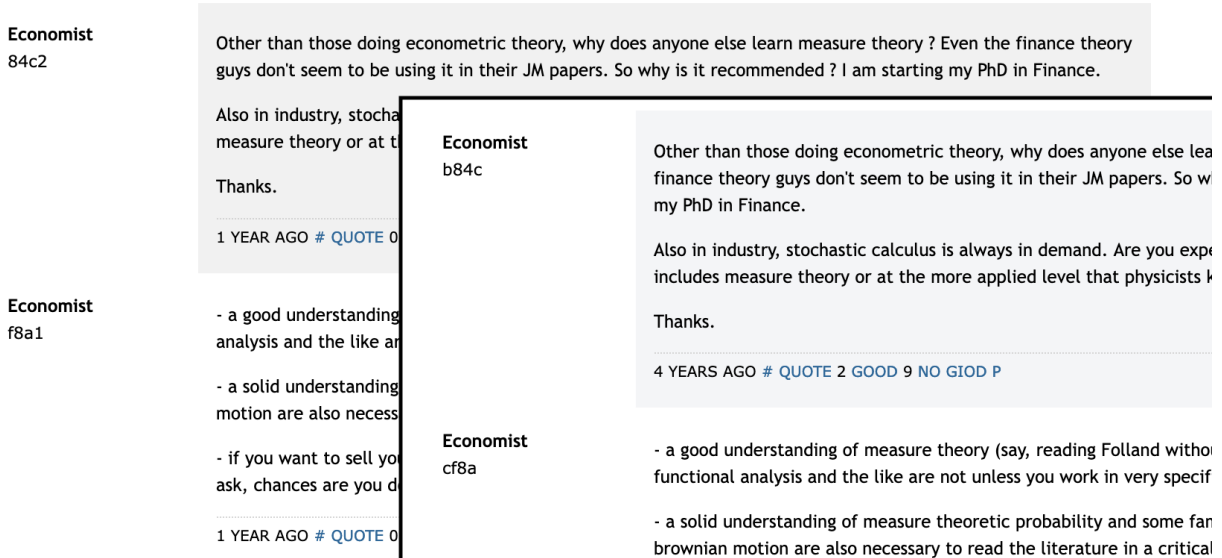 Economist
84c2
Other than those doing econometric theory, why does anyone else learn measure theory ? Even the finance theory
guys don't seem to be using it in their JM papers. So why is it recommended ? I am starting my PhD in Finance.
Also in industry, stocha
measure theory or at t
Thanks.
1 YEAR AGO # QUOTE 0
Economist
f8a1
- a good understanding
analysis and the like ar
- a solid understanding
motion are also necess
- if you want to sell you
ask, chances are you d
1 YEAR AGO # QUOTE 0
Economist
b84c
Other than those doing econometric theory, why does anyone else lea
finance theory guys don't seem to be using it in their JM papers. So w
my PhD in Finance.
Also in industry, stochastic calculus is always in demand. Are you expe
includes measure theory or at the more applied level that physicists k
Thanks.
4 YEARS AGO # QUOTE 2 GOOD 9 NO GIOD P
Economist
cf8a
- a good understanding of measure theory (say, reading Folland withou
functional analysis and the like are not unless you work in very specif
- a solid understanding of measure theoretic probability and some fam
brownian motion are also necessary to read the literature in a critical